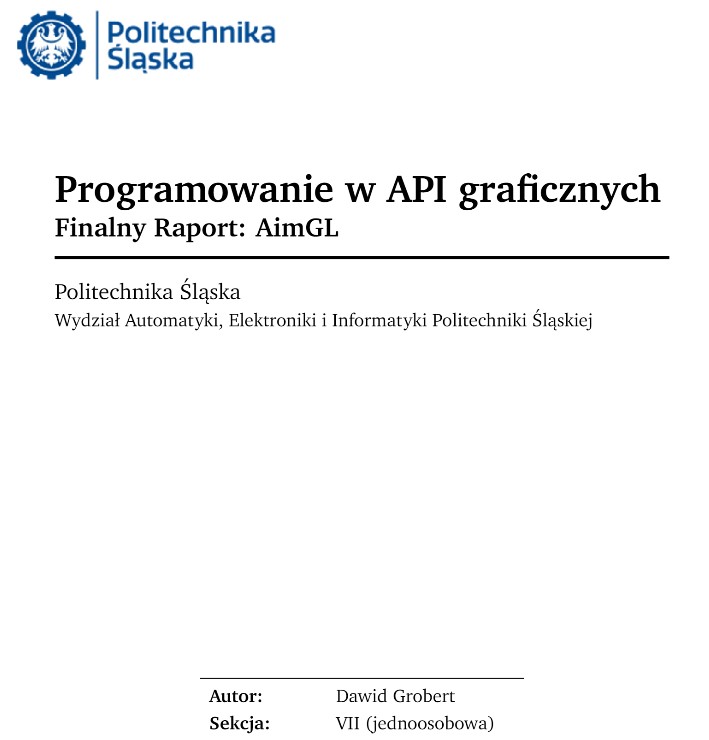 Politechnika
Śląska
Programowanie w API graficznych
Finalny Raport: AimGL
Politechnika Śląska
Wydział Automatyki, Elektroniki i Informatyki Politechniki Śląskiej
Autor: Dawid Grobert
Sekcja: VII (jednoosobowa)